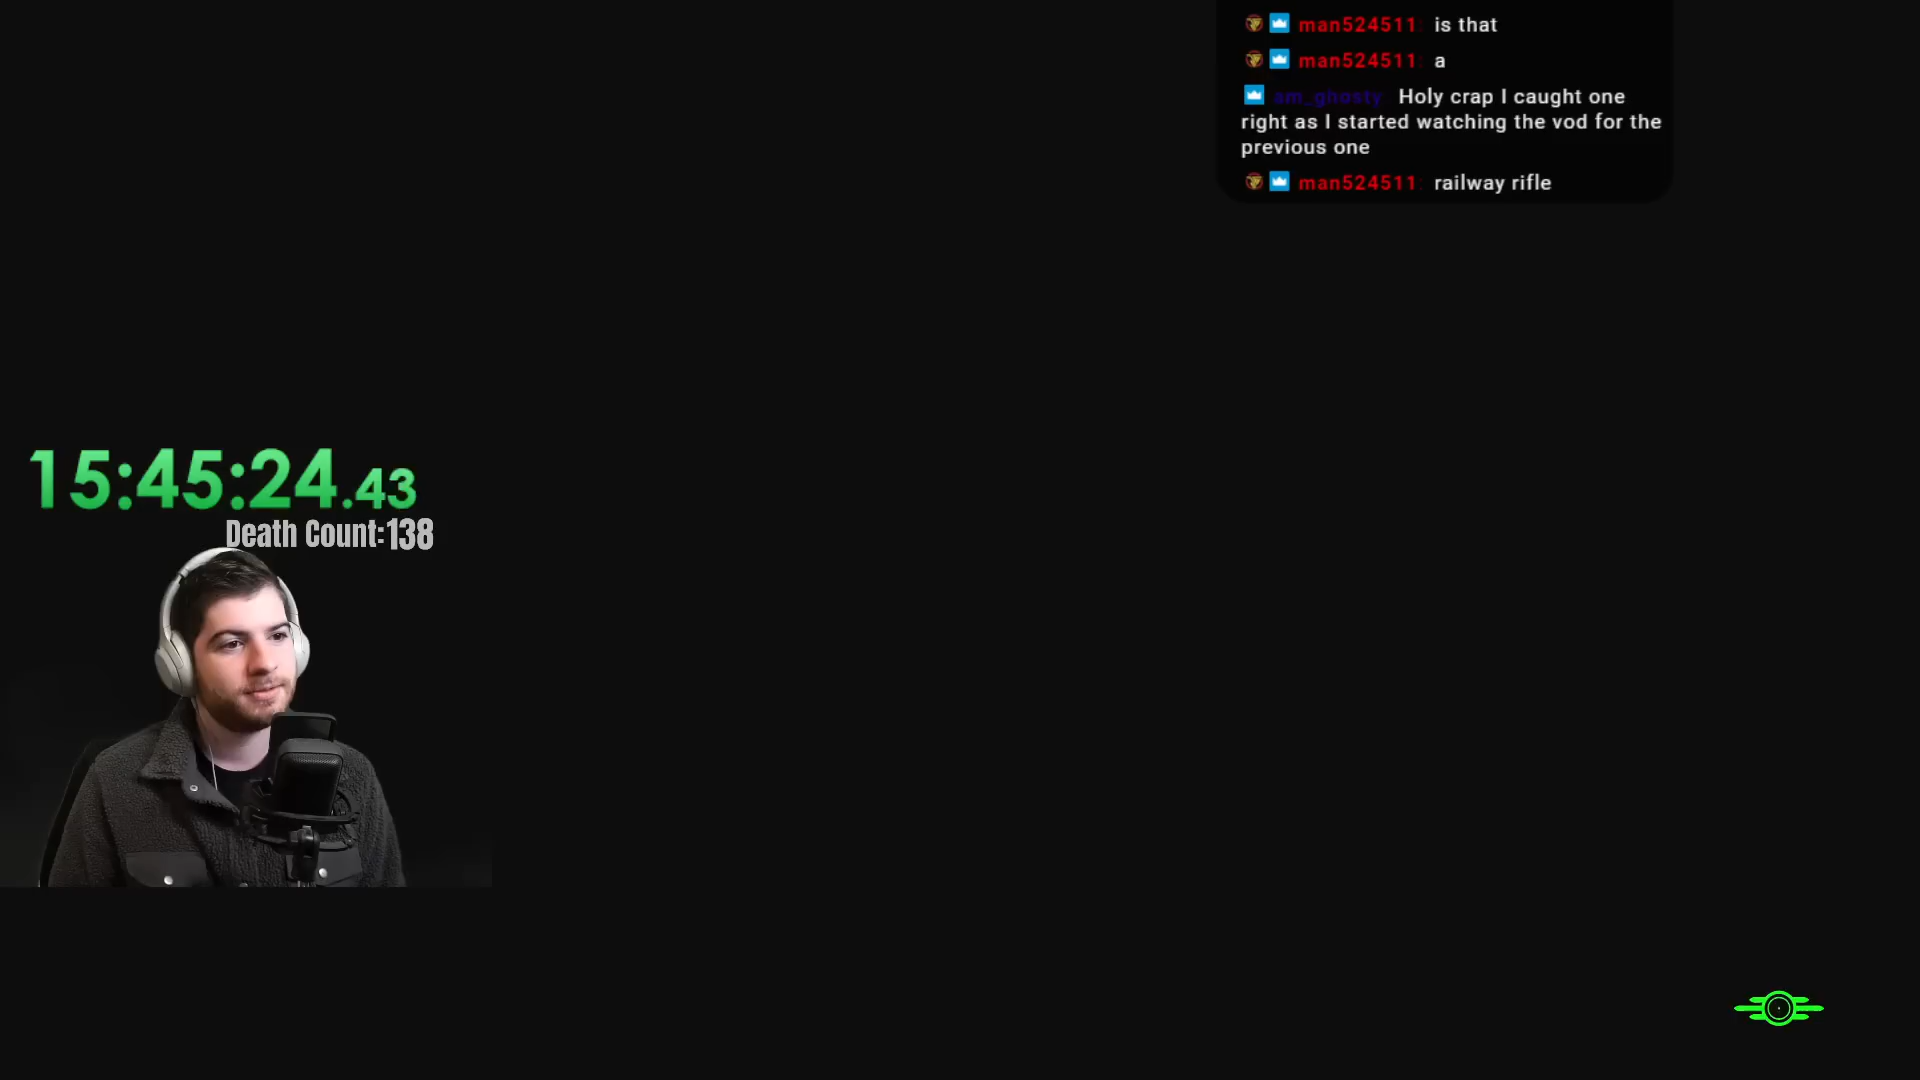 man524511: is that
man524511: a
am_ghosty: Holy crap I caught one
right as I started watching the vod for the
previous one
man524511: railway rifle
15:45:24.43
Death Count:138